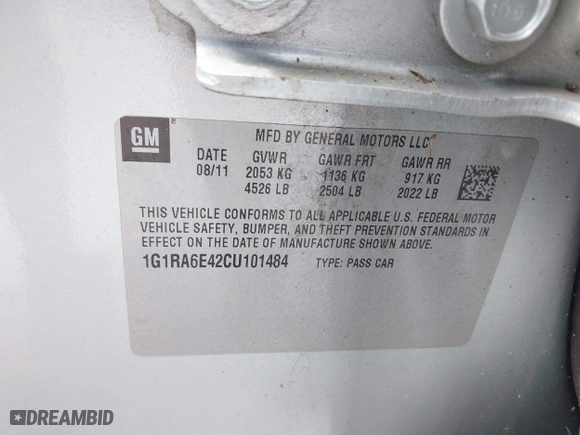 109
GM
MFD BY GENERAL MOTORS LLC
DATE GVWR GAWR FRT GAWR RR
08/11 2053 KG 1136 KG 917 KG
4526 LB 2504 LB 2022 LB
THIS VEHICLE CONFORMS TO ALL APPLICABLE U.S. FEDERAL MOTOR
VEHICLE SAFETY, BUMPER, AND THEFT PREVENTION STANDARDS IN
EFFECT ON THE DATE OF MANUFACTURE SHOWN ABOVE.
1G1RA6E42CU101484 TYPE: PASS CAR
DREAMBID